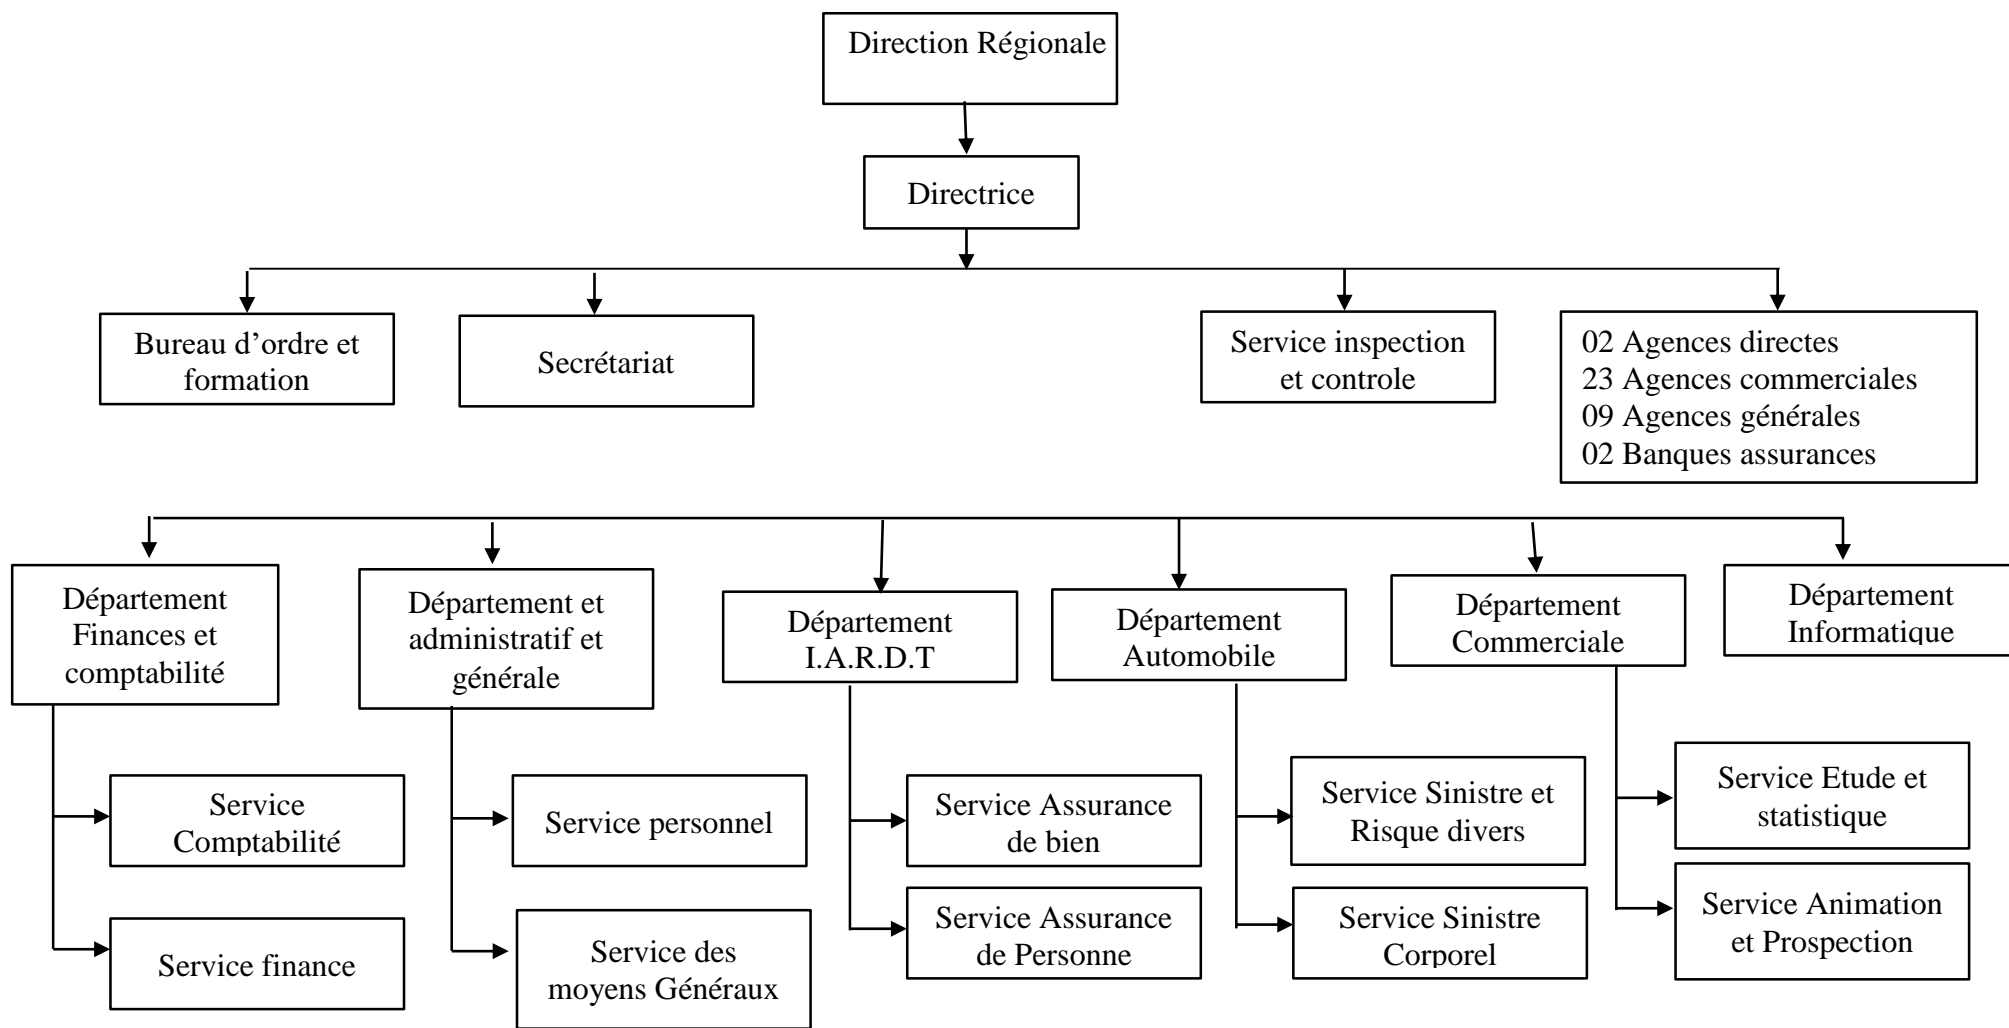 Direction Régionale
Directrice
Bureau d’ordre et
formation
Secrétariat
Service inspection
et controle
02 Agences directes
23 Agences commerciales
09 Agences générales
02 Banques assurances
Département
Finances et
comptabilité
Département et
administratif et
générale
Département
I.A.R.D.T
Département
Automobile
Département
Commerciale
Département
Informatique
Service
Comptabilité
Service personnel
Service Assurance
de bien
Service Sinistre et
Risque divers
Service Etude et
statistique
Service finance
Service des
moyens Généraux
Service Assurance
de Personne
Service Sinistre
Corporel
Service Animation
et Prospection